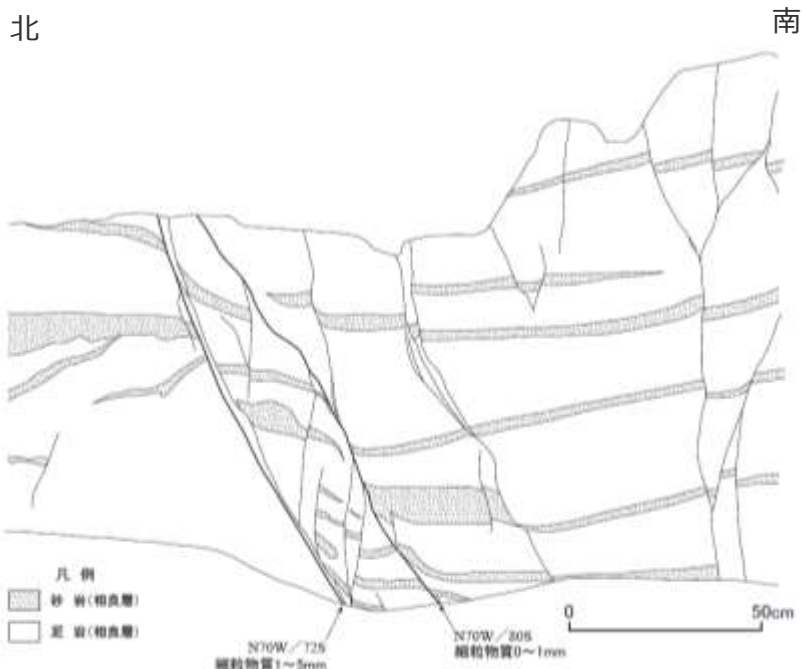 北
南
凡例
砂 岩(相良層)
泥 岩(相良層)
N70W/72S
細粒物質1~5mm
N70W/80S
細粒物質0~1mm
0 50cm